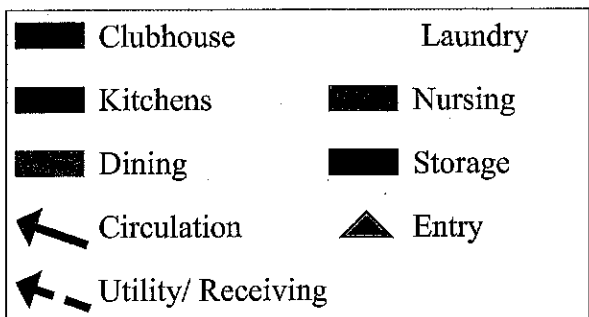 Clubhouse Laundry
Kitchens Nursing
Dining Storage
Circulation Entry
Utility/ Receiving